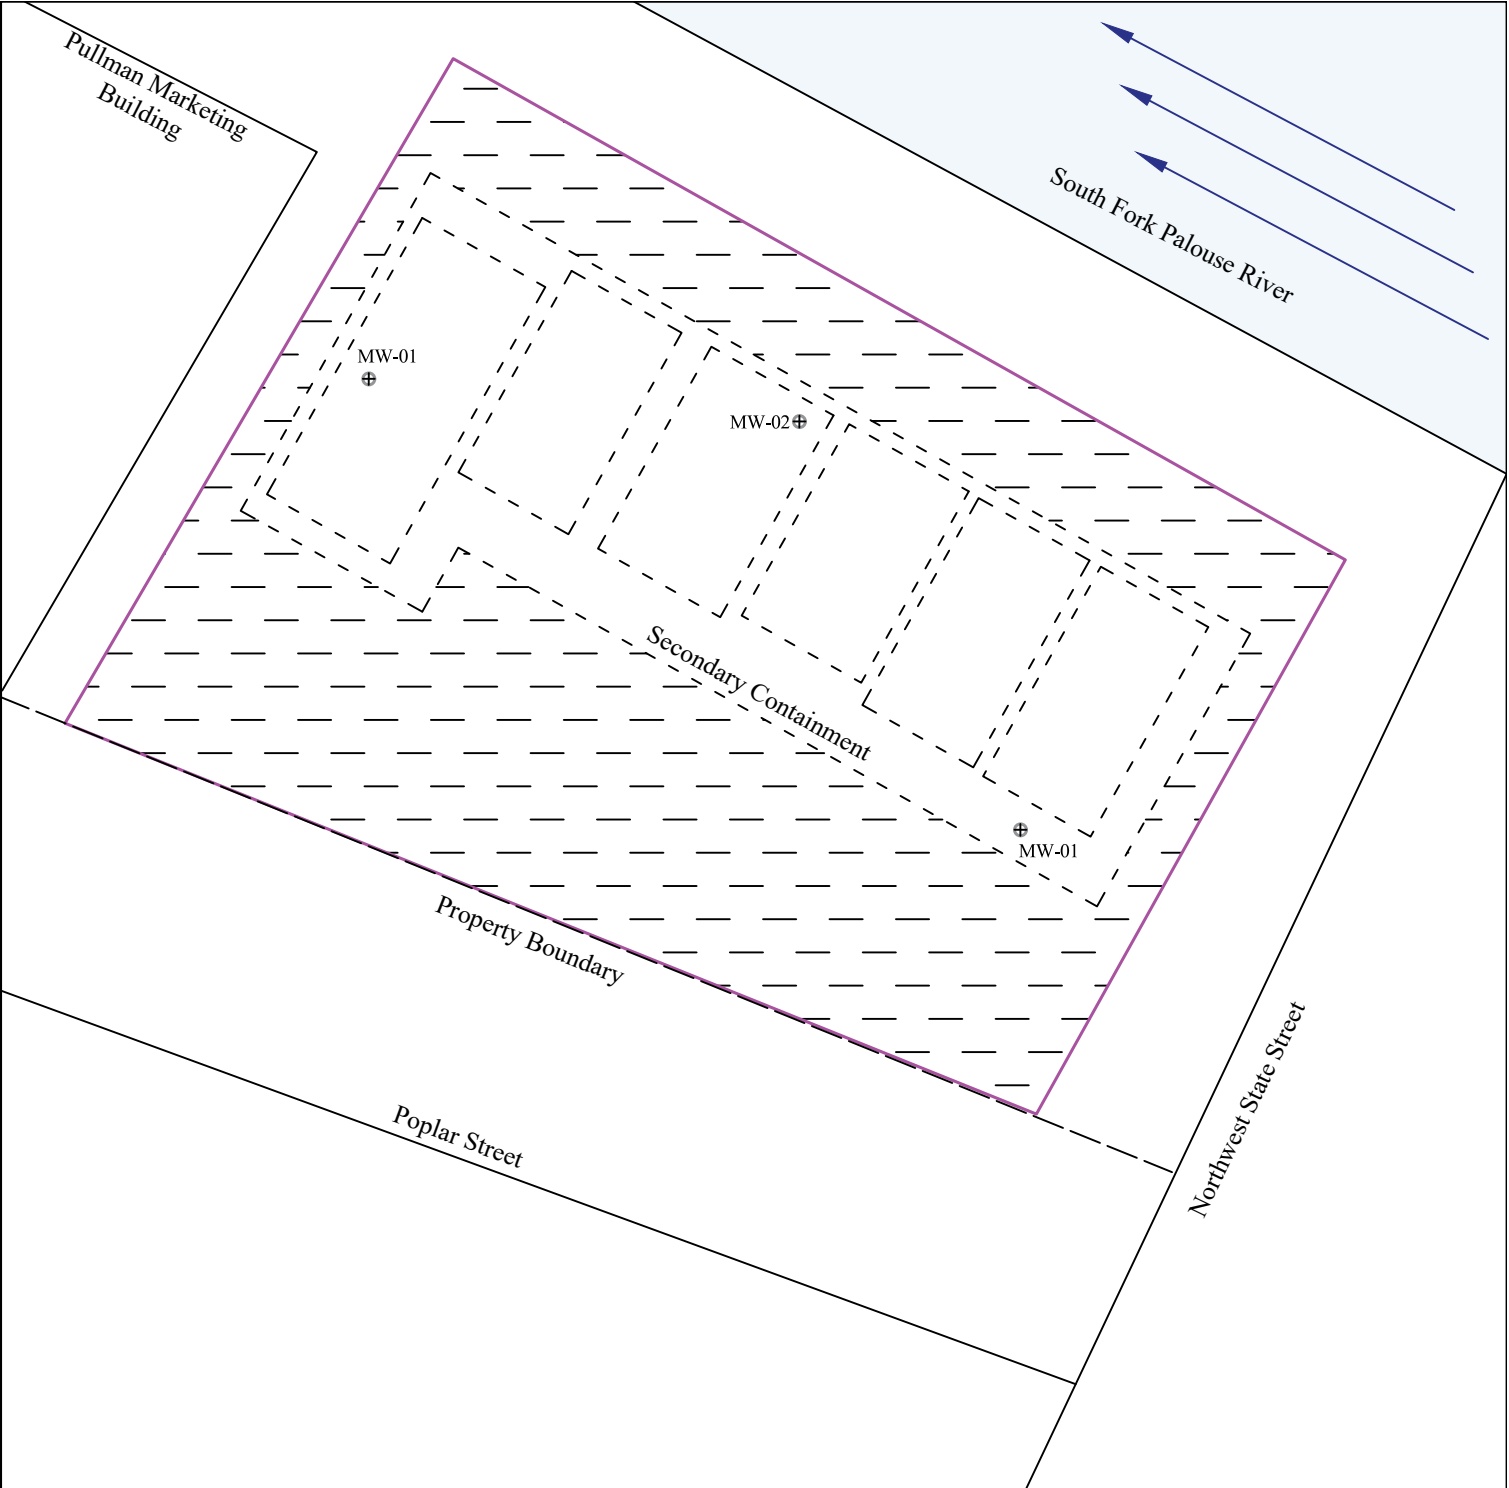 Pullman Marketing
Building
South Fork Palouse River
MW-01
MW-02
Secondary Containment
MW-01
Property Boundary
Poplar Street
Northwest State Street